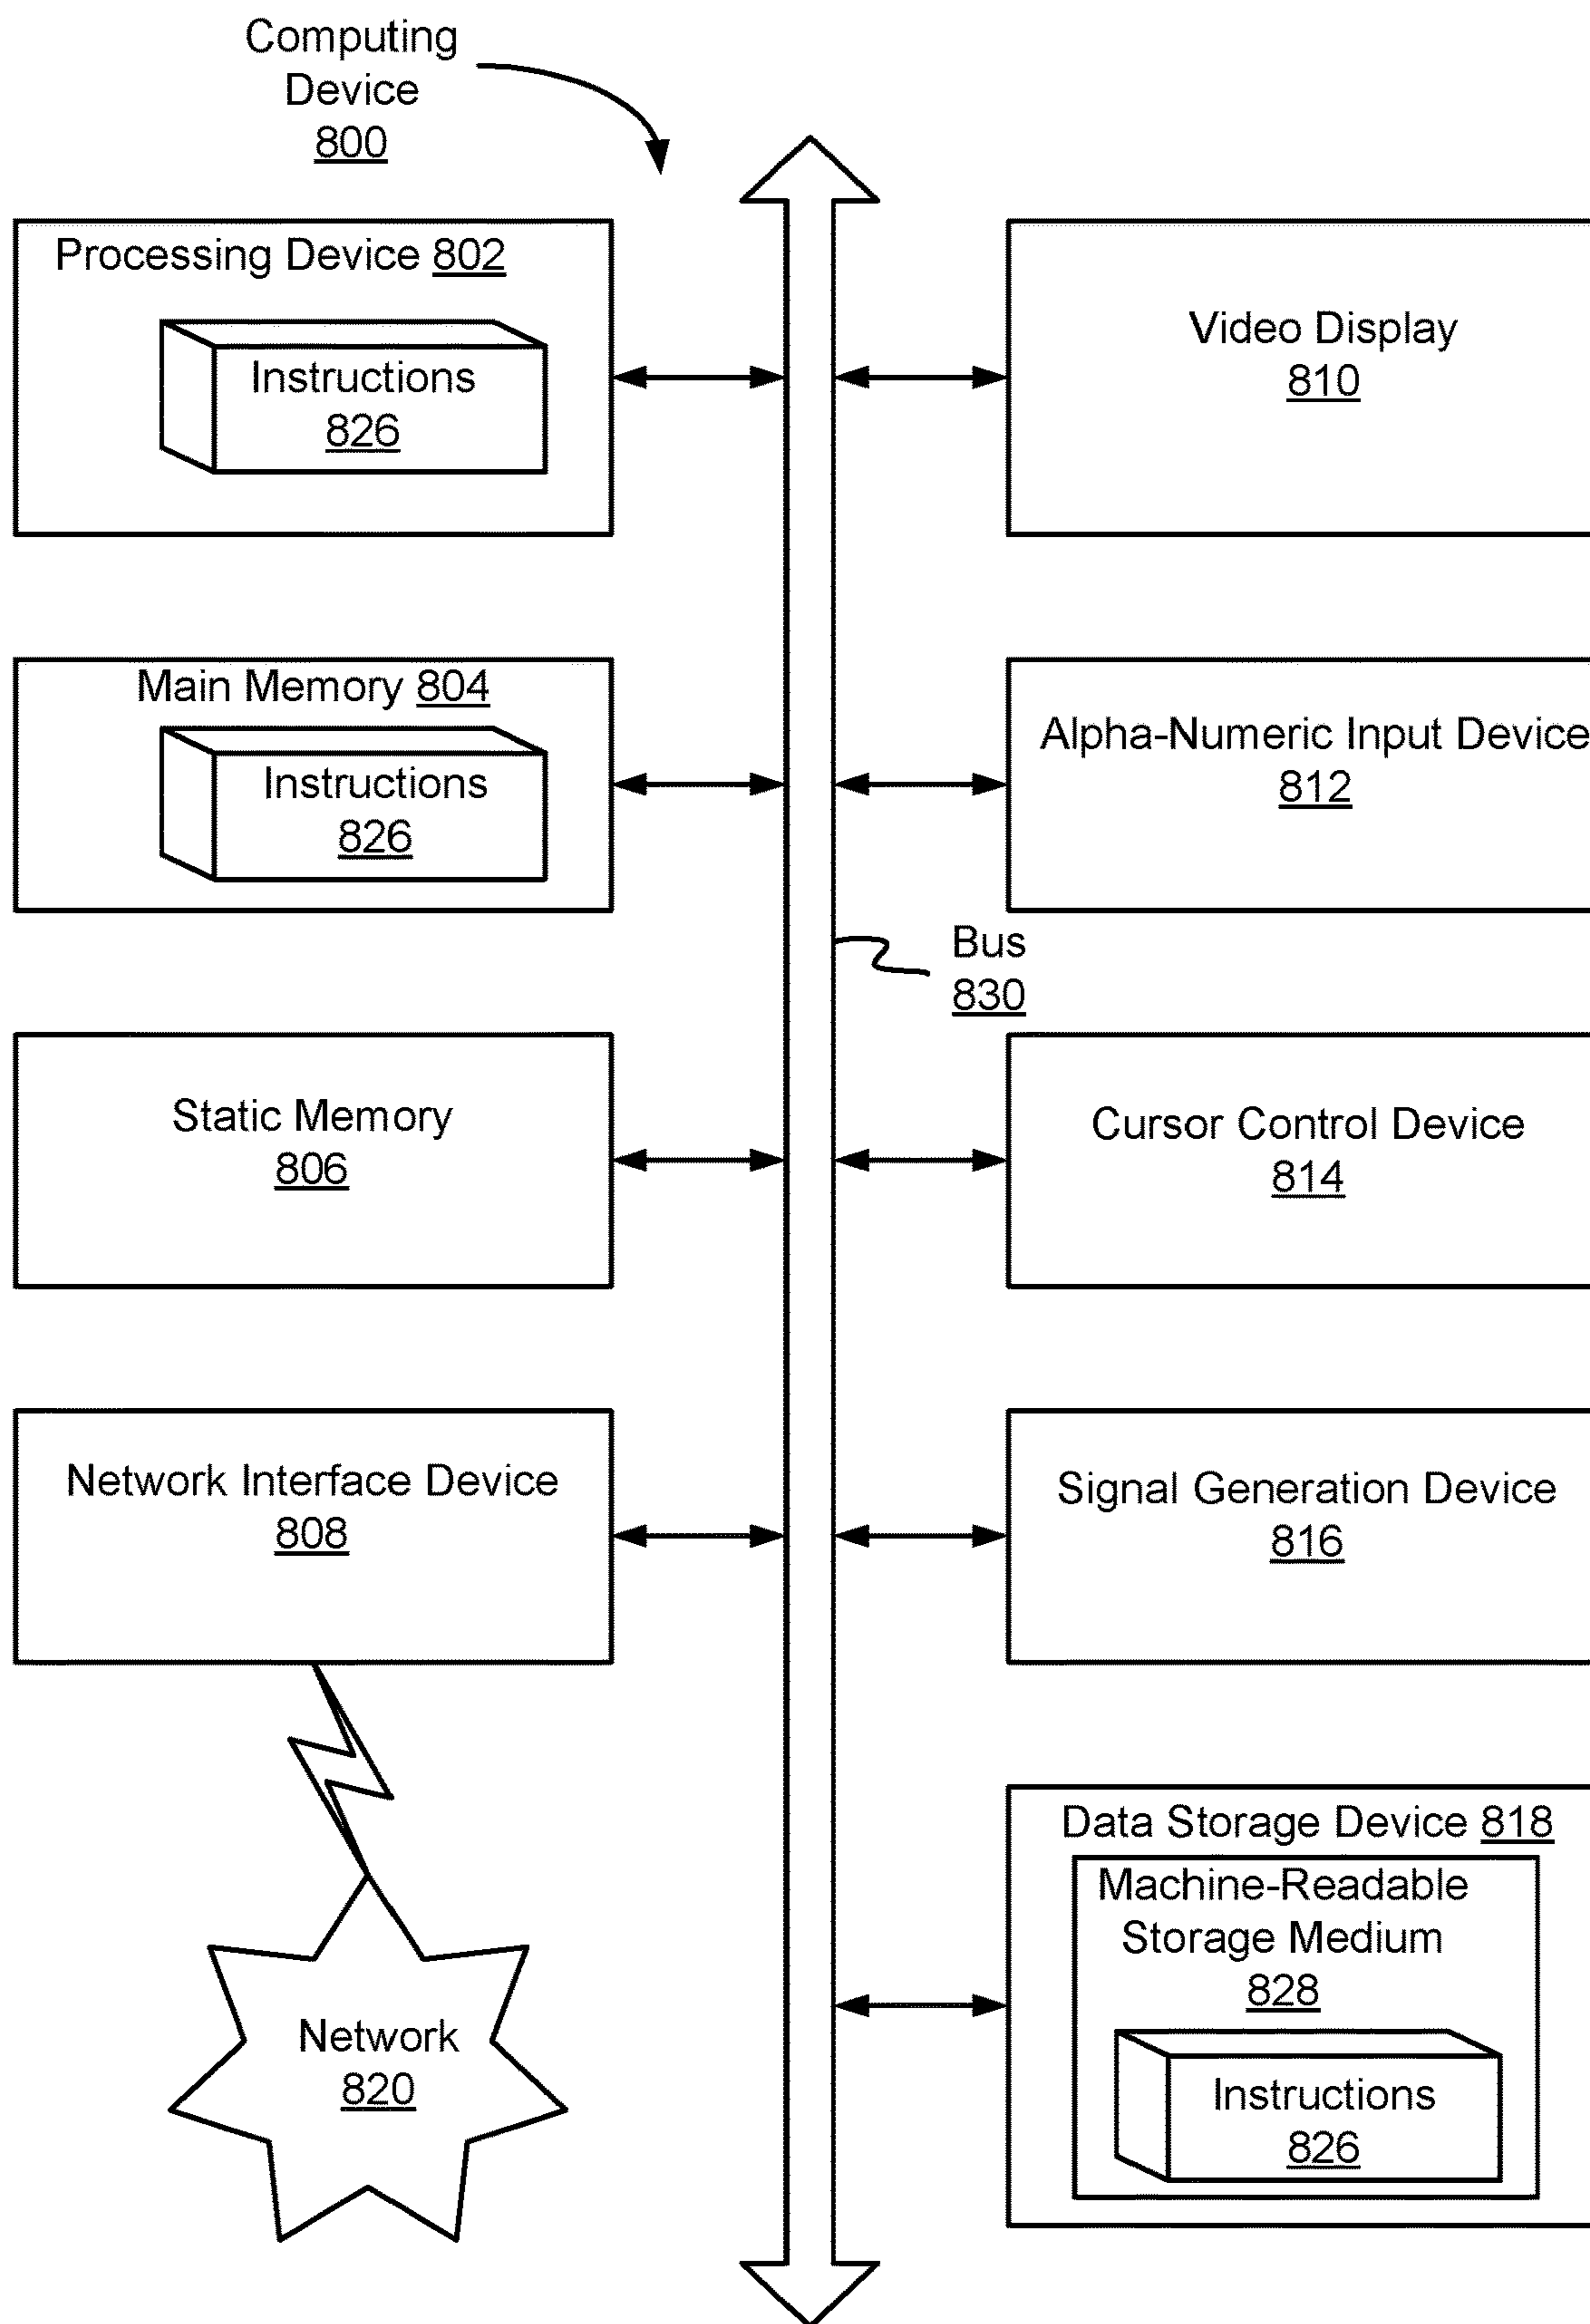 Computing
Device
800
Processing Device 802
Instructions
826
Video Display
810
Main Memory 804
Instructions
826
Alpha-Numeric Input Device
812
Bus
830
Static Memory
806
Cursor Control Device
814
Network Interface Device
808
Signal Generation Device
816
Data Storage Device 818
Machine-Readable
Storage Medium
828
Instructions
826
Network
820